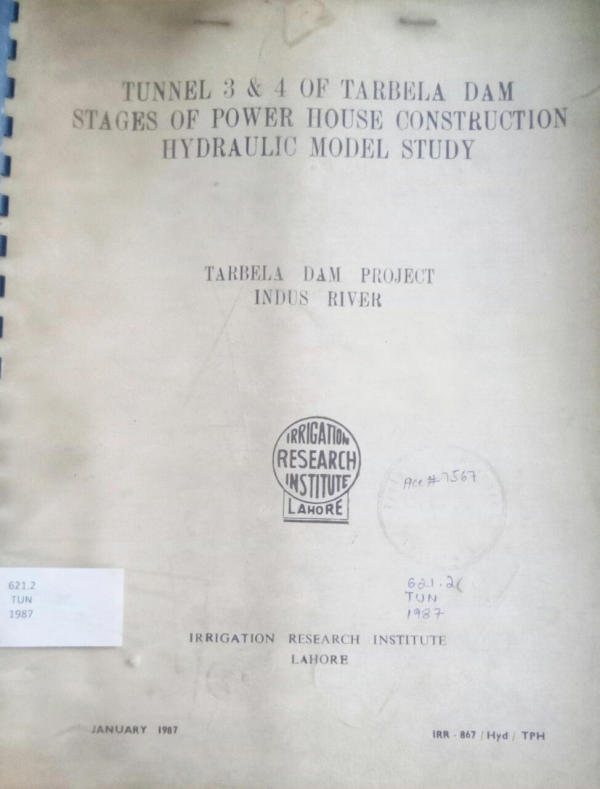 TUNNEL 3 & 4 OF TARBELA DAM
STAGES OF POWER HOUSE CONSTRUCTION
HYDRAULIC MODEL STUDY
TARBELA DAM PROJECT
INDUS RIVER
IRRIGATION
RESEARCH
INSTITUTE
LAHORE
Acc # 7567
621.2
TUN
1987
621.2
TUN
1987
IRRIGATION RESEARCH INSTITUTE
LAHORE
JANUARY 1987
IRR - 867 / Hyd / TPH